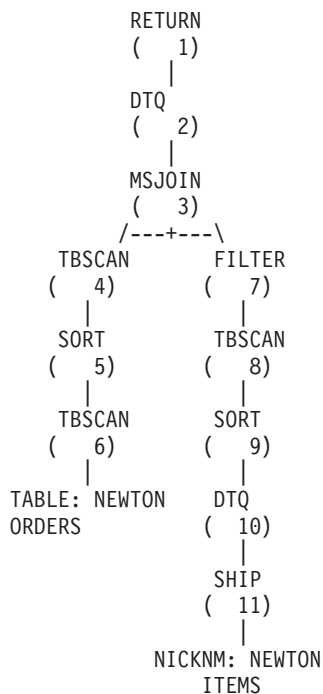 RETURN
( 1)
|
DTQ
( 2)
|
MSJOIN
( 3)
/---+---\
TBSCAN FILTER
( 4) ( 7)
| |
SORT TBSCAN
( 5) ( 8)
| |
TBSCAN SORT
( 6) ( 9)
| |
TABLE: NEWTON DTQ
ORDERS ( 10)
|
SHIP
( 11)
|
NICKNM: NEWTON
ITEMS